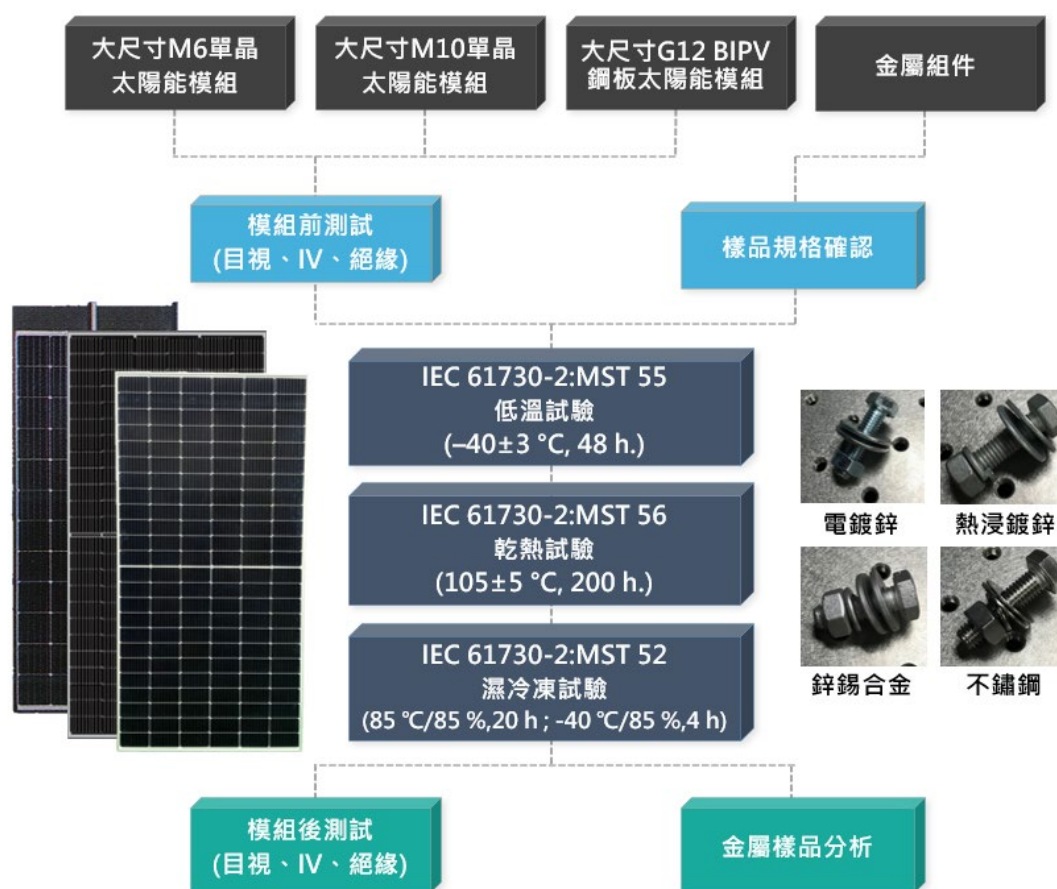 大尺寸M6單晶
太陽能模組
大尺寸M10單晶
太陽能模組
大尺寸G12 BIPV
鋼板太陽能模組
金屬組件
模組前測試
(目視、IV、絕緣)
樣品規格確認
IEC 61730-2:MST 55
低溫試驗
(–40±3 °C, 48 h.)
IEC 61730-2:MST 56
乾熱試驗
(105±5 °C, 200 h.)
IEC 61730-2:MST 52
濕冷凍試驗
(85 °C/85 %,20 h ; -40 °C/85 %,4 h)
電鍍鋅
熱浸鍍鋅
鋅錫合金
不鏽鋼
模組後測試
(目視、IV、絕緣)
金屬樣品分析